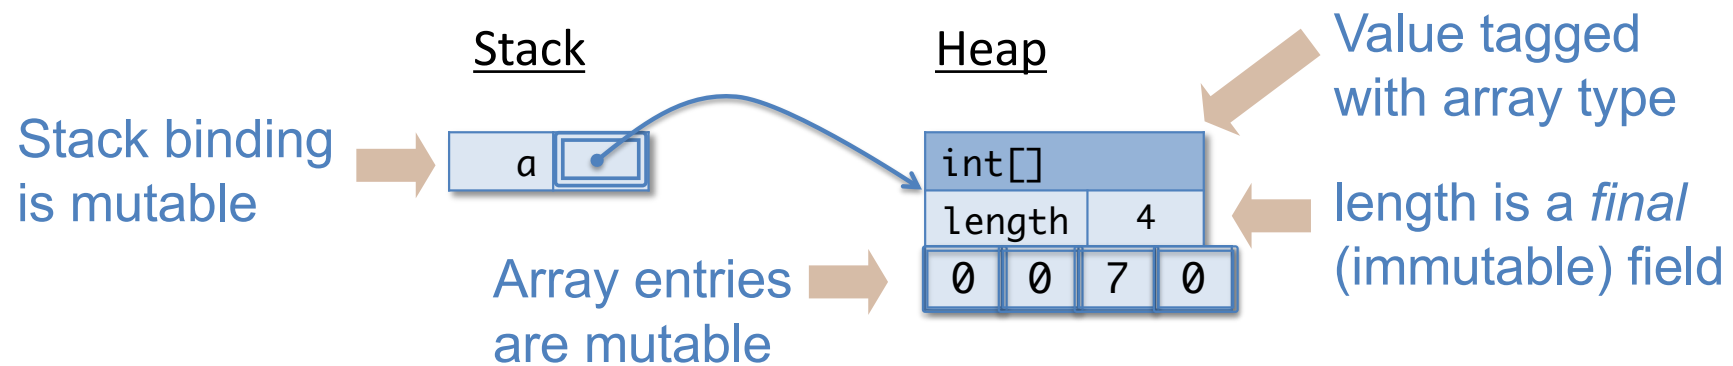 Stack
Heap
Value tagged
with array type
Stack binding
is mutable
a
int[]
length 4
0 0 7 0
length is a final
(immutable) field
Array entries
are mutable